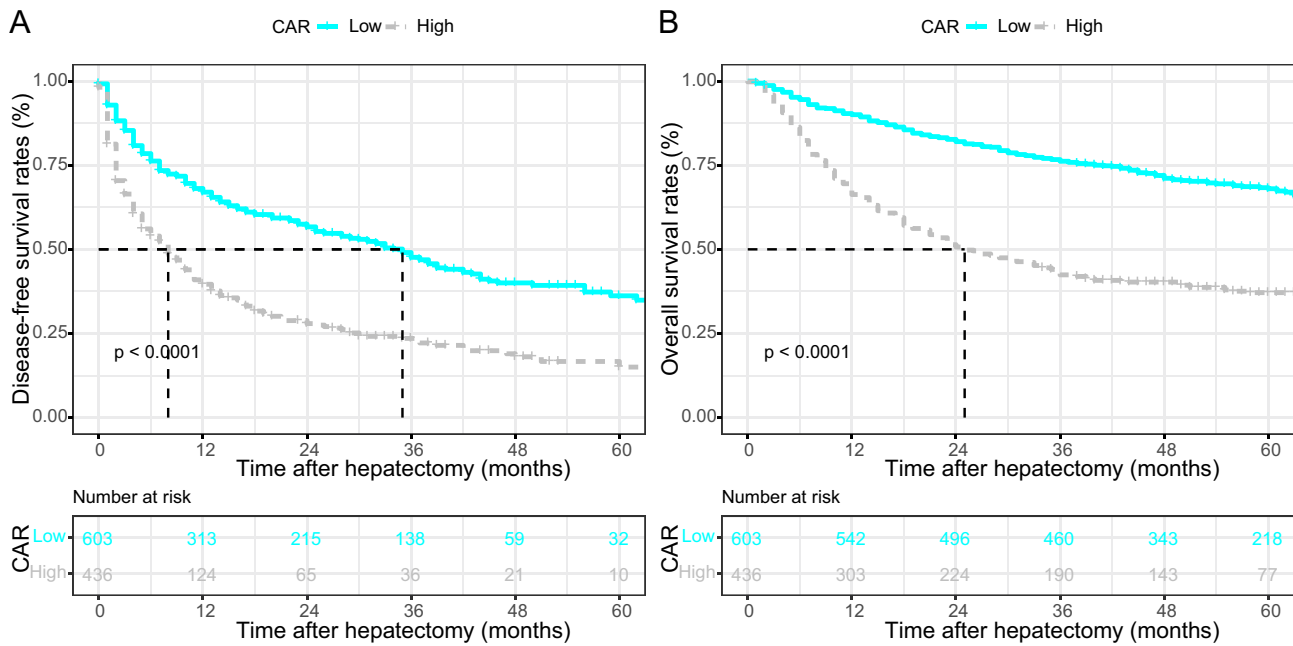 A
CAR Low High
Disease-free survival rates (%)
1.00
0.75
0.50
0.25
0.00
p < 0.0001
0 12 24 36 48 60
Time after hepatectomy (months)
Number at risk
CAR
Low 603 313 215 138 59 32
High 436 124 65 36 21 10
0 12 24 36 48 60
Time after hepatectomy (months)
B
CAR Low High
Overall survival rates (%)
1.00
0.75
0.50
0.25
0.00
p < 0.0001
0 12 24 36 48 60
Time after hepatectomy (months)
Number at risk
CAR
Low 603 542 496 460 343 218
High 436 303 224 190 143 77
0 12 24 36 48 60
Time after hepatectomy (months)